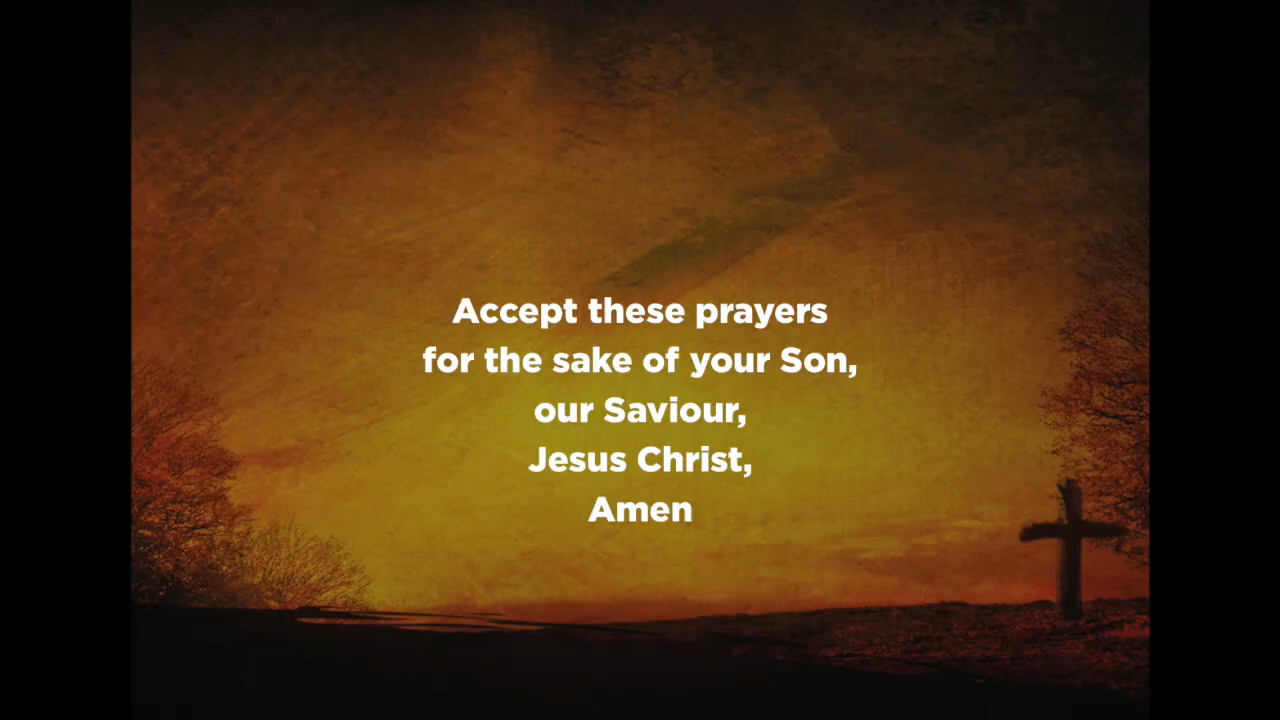 Accept these prayers
for the sake of your Son,
our Saviour,
Jesus Christ,
Amen